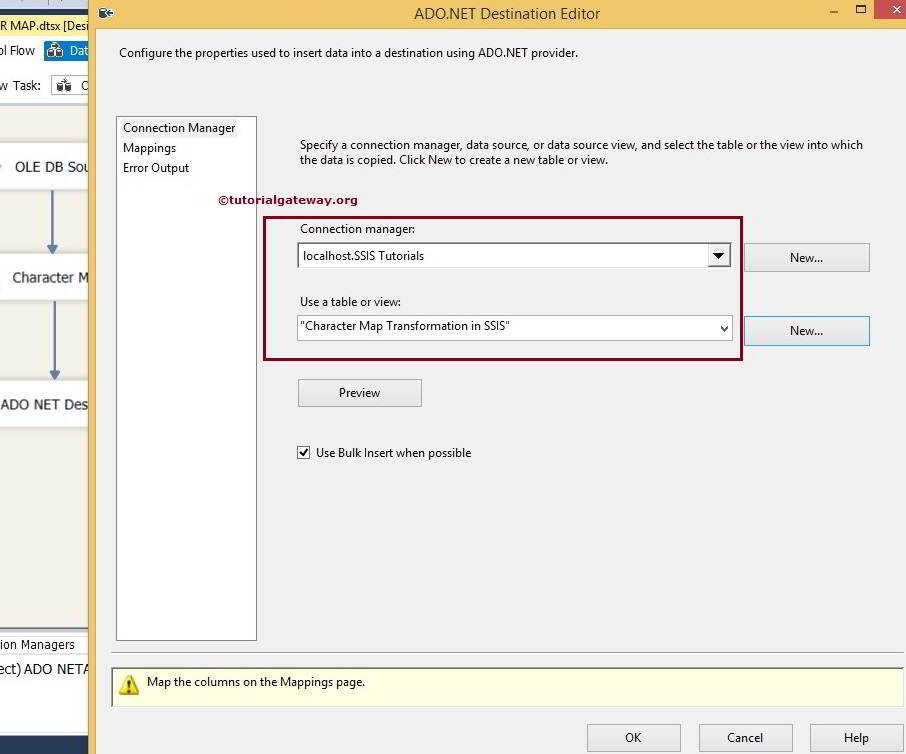 ADO.NET Destination Editor
R MAP.dtsx [Desi
ol Flow
Dat
w Task:
OLE DB Sou
Character M
ADO NET Des
ion Managers
ect) ADO NETA
Configure the properties used to insert data into a destination using ADO.NET provider.
Connection Manager
Mappings
Error Output
Specify a connection manager, data source, or data source view, and select the table or the view into which
the data is copied. Click New to create a new table or view.
©tutorialgateway.org
Connection manager:
localhost.SSIS Tutorials
New...
Use a table or view:
"Character Map Transformation in SSIS"
New...
Preview
Use Bulk Insert when possible
Map the columns on the Mappings page.
OK
Cancel
Help